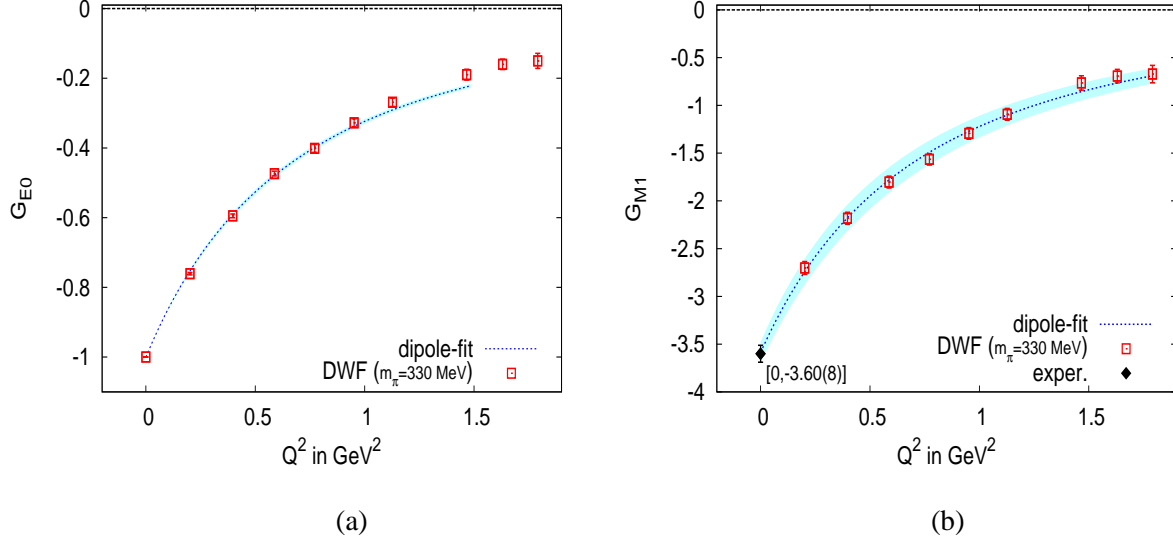 0
-0.2
-0.4
-0.6
-0.8
-1
G_E0
0
0.5
1
1.5
Q^2 in GeV^2
dipole-fit
DWF (m_π=330 MeV)
(a)
0
-0.5
-1
-1.5
-2
-2.5
-3
-3.5
-4
G_M1
0
0.5
1
1.5
Q^2 in GeV^2
[0,-3.60(8)]
dipole-fit
DWF (m_π=330 MeV)
exper.
(b)